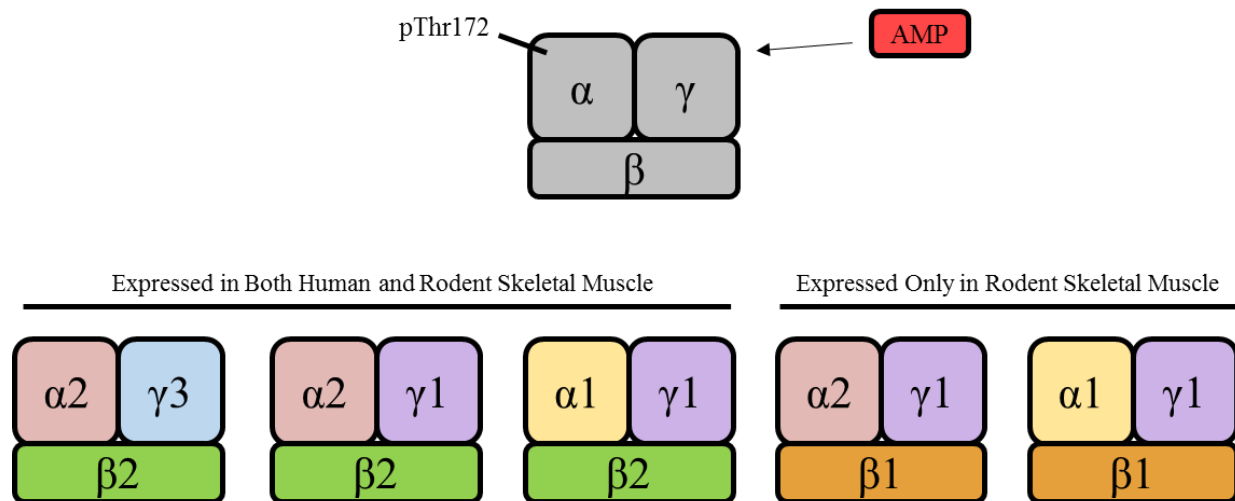 pThr172
AMP
α γ
β
Expressed in Both Human and Rodent Skeletal Muscle
Expressed Only in Rodent Skeletal Muscle
α2 γ3 α2 γ1 α1 γ1 α2 γ1 α1 γ1
β2 β2 β2 β1 β1